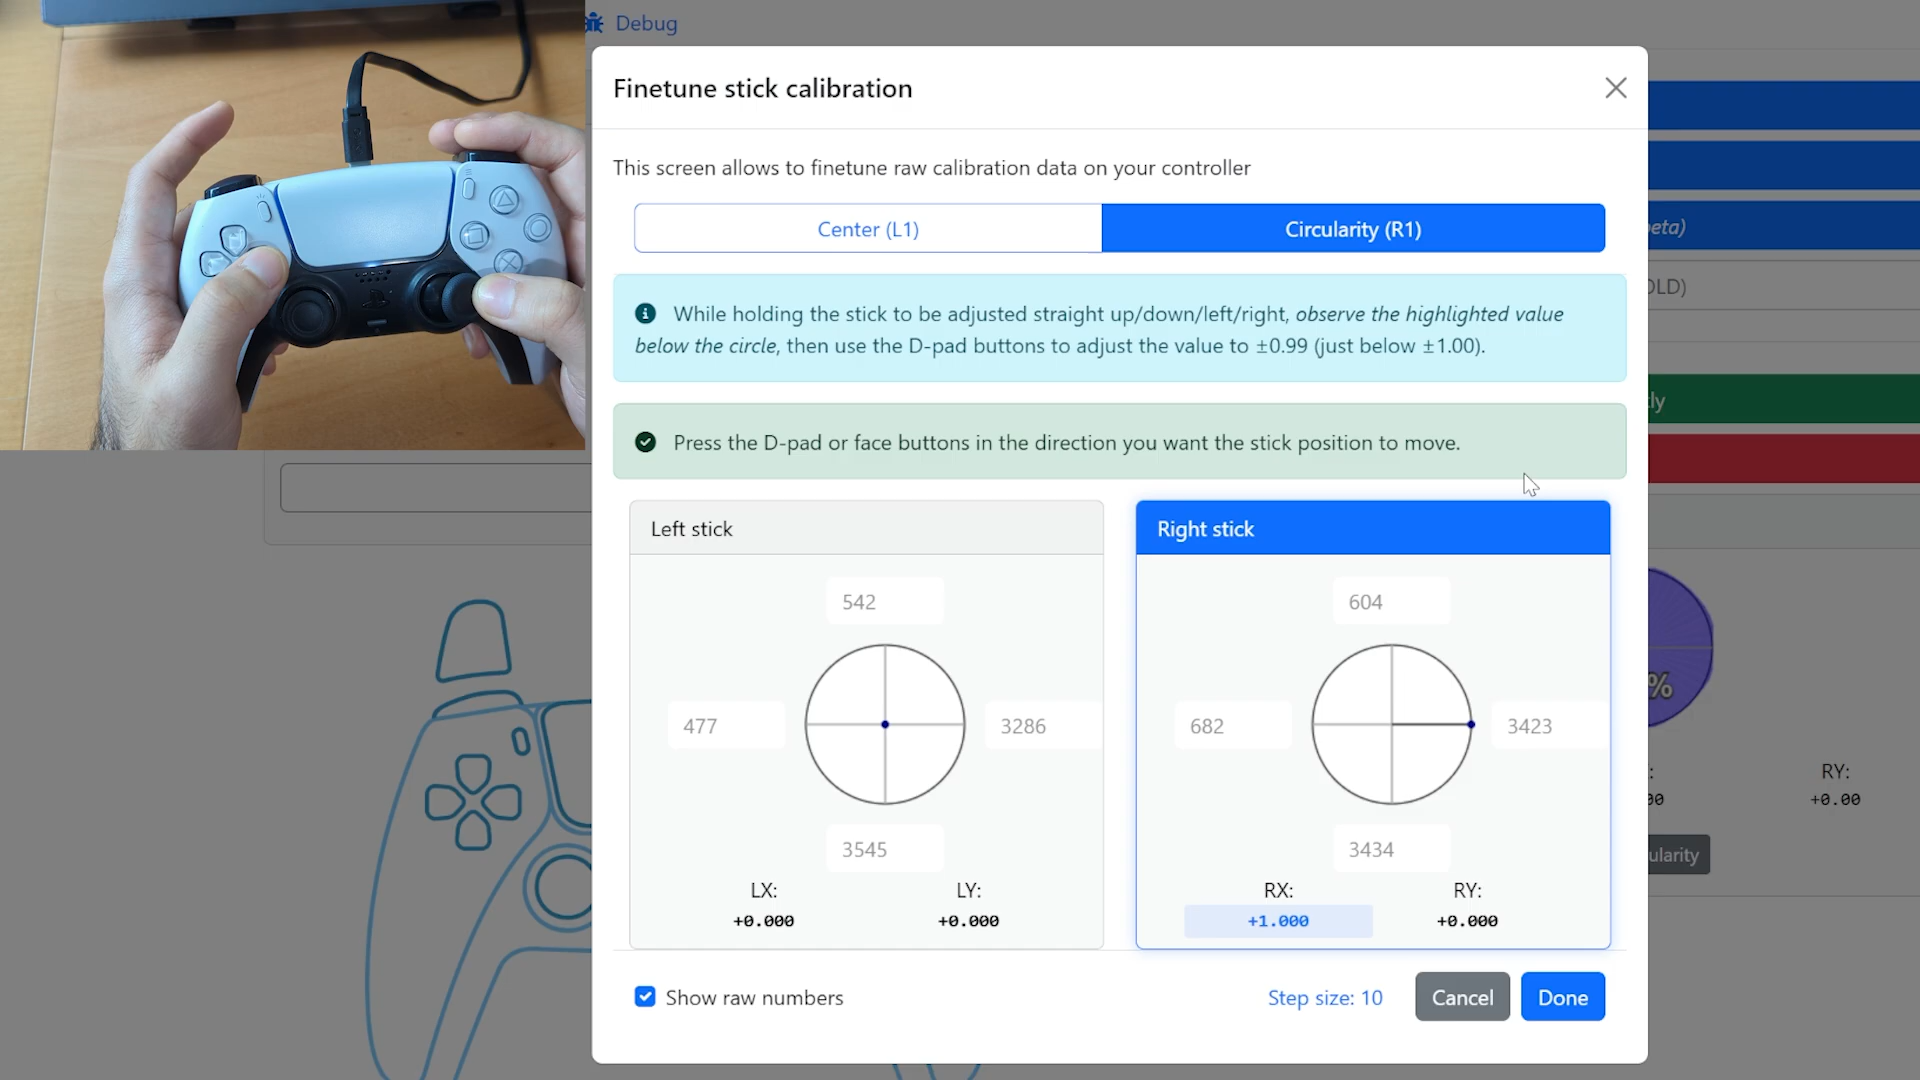 Debug
Finetune stick calibration
This screen allows to finetune raw calibration data on your controller
Center (L1)
Circularity (R1)
eta)
While holding the stick to be adjusted straight up/down/left/right, observe the highlighted value
below the circle, then use the D-pad buttons to adjust the value to ±0.99 (just below ±1.00).
OLD)
ly
Press the D-pad or face buttons in the direction you want the stick position to move.
Left stick
Right stick
542
604
477
3286
682
3423
%
3545
3434
LX:
LY:
RX:
RY:
+0.000
+0.000
+1.000
+0.000
:
RY:
00
+0.00
ularity
Show raw numbers
Step size: 10
Cancel
Done